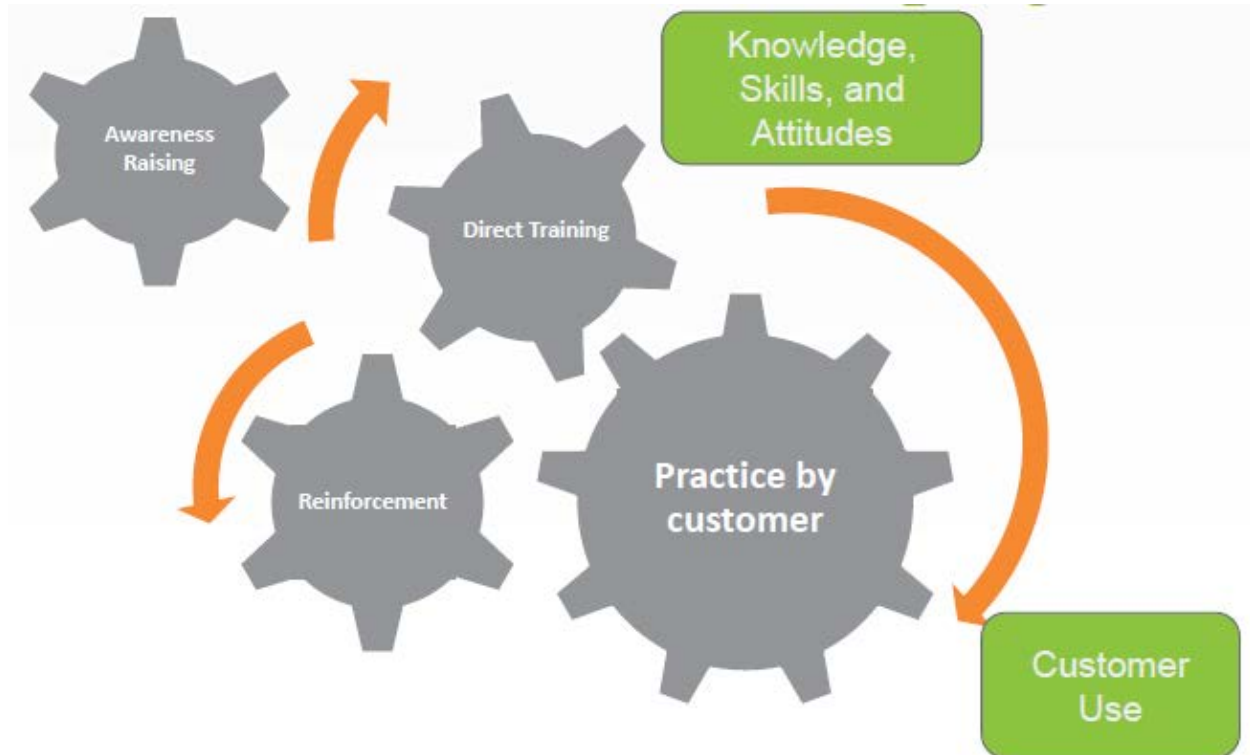 Knowledge,
Skills, and
Attitudes
Awareness
Raising
Direct Training
Practice by
customer
Reinforcement
Customer
Use